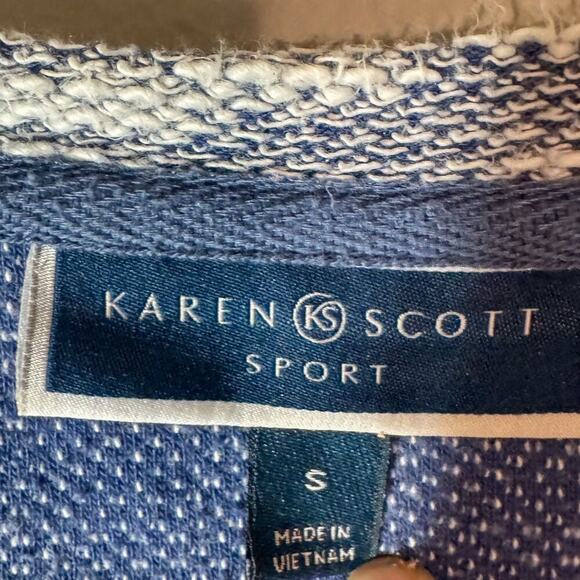 KAREN KS SCOTT
SPORT
S
MADE IN
VIETNAM